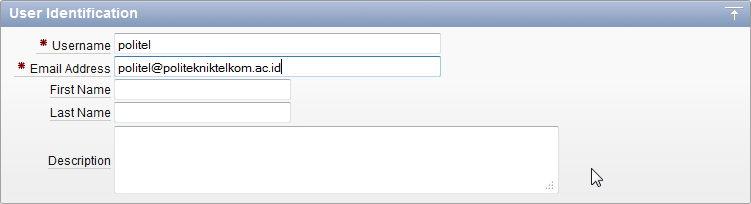 User Identification
* Username politel
* Email Address politel@politekniktelkom.ac.id
First Name
Last Name
Description